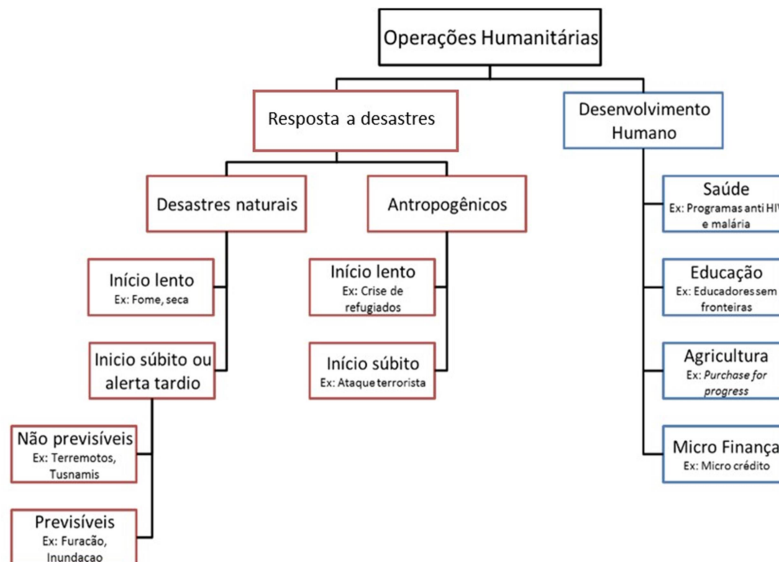 Operações Humanitárias
Resposta a desastres
Desenvolvimento
Humano
Desastres naturais
Antropogênicos
Saúde
Ex: Programas anti HIV
e malária
Início lento
Ex: Fome, seca
Início lento
Ex: Crise de
refugiados
Educação
Ex: Educadores sem
fronteiras
Inicio súbito ou
alerta tardio
Início súbito
Ex: Ataque terrorista
Agricultura
Ex: Purchase for
progress
Não previsíveis
Ex: Terremotos,
Tusnamis
Micro Finança
Ex: Micro crédito
Previsíveis
Ex: Furacão,
Inundaçao